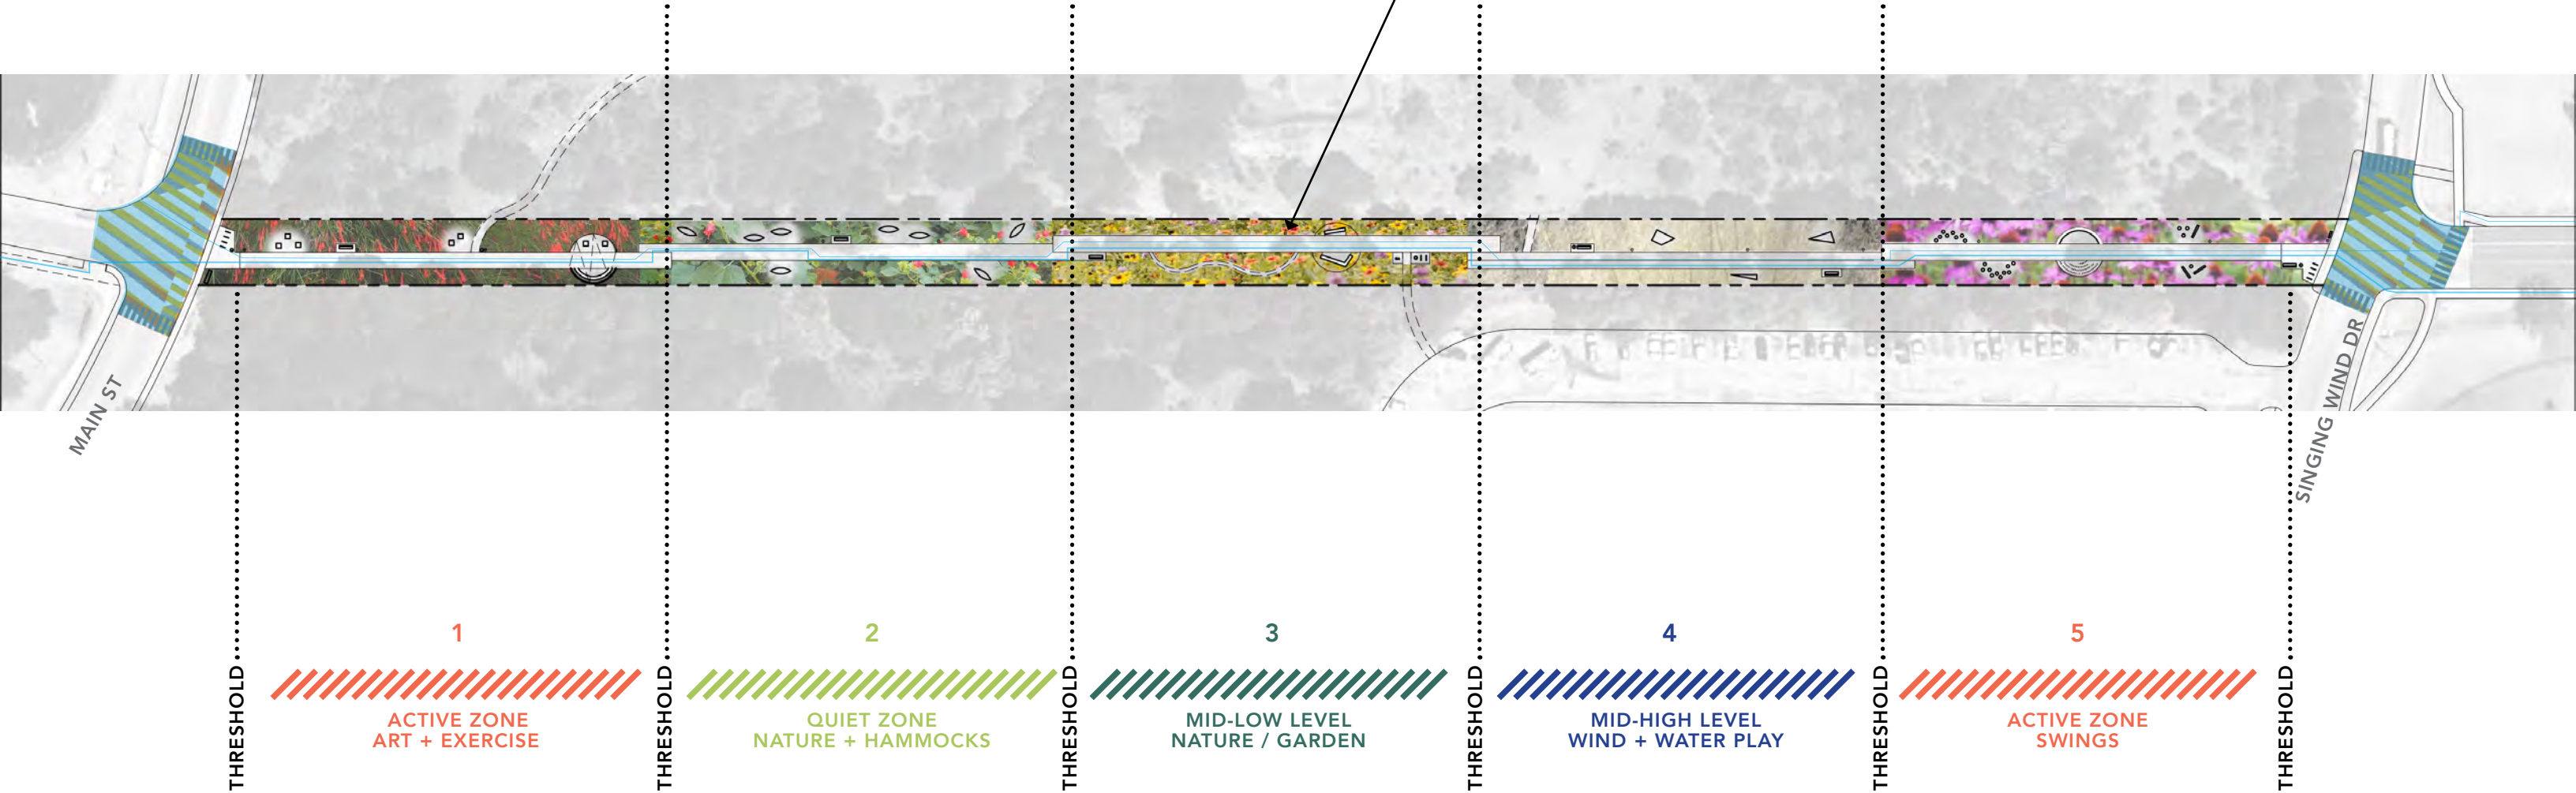 MAIN ST
SINGING WIND DR
1
2
3
4
5
THRESHOLD
ACTIVE ZONE
ART + EXERCISE
THRESHOLD
QUIET ZONE
NATURE + HAMMOCKS
THRESHOLD
MID-LOW LEVEL
NATURE / GARDEN
THRESHOLD
MID-HIGH LEVEL
WIND + WATER PLAY
THRESHOLD
ACTIVE ZONE
SWINGS
THRESHOLD